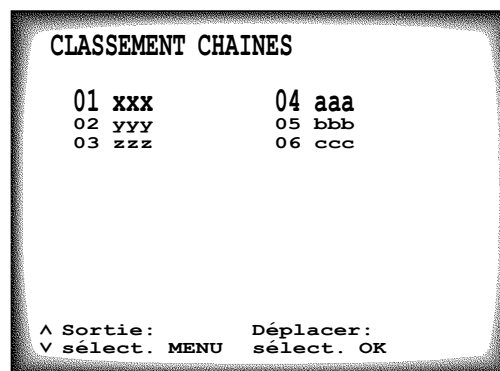 CLASSEMENT CHAINES
01 xxx 04 aaa
02 yyy 05 bbb
03 zzz 06 ccc
ʌ Sortie: Déplacer:
v sélect. MENU sélect. OK